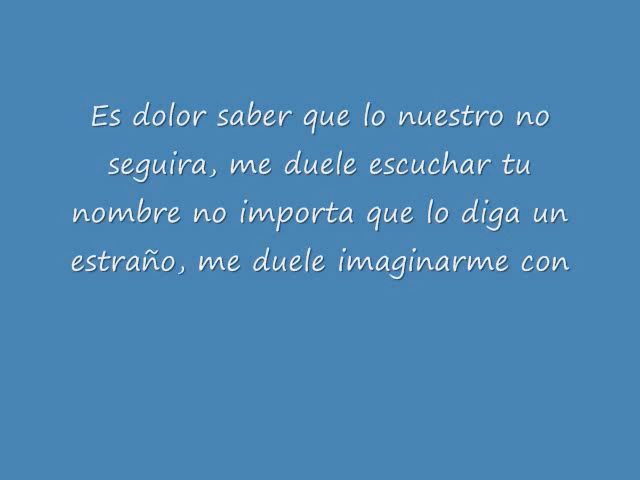 Es dolor saber que lo nuestro no
seguira, me duele escuchar tu
nombre no importa que lo diga un
estraño, me duele imaginarme con